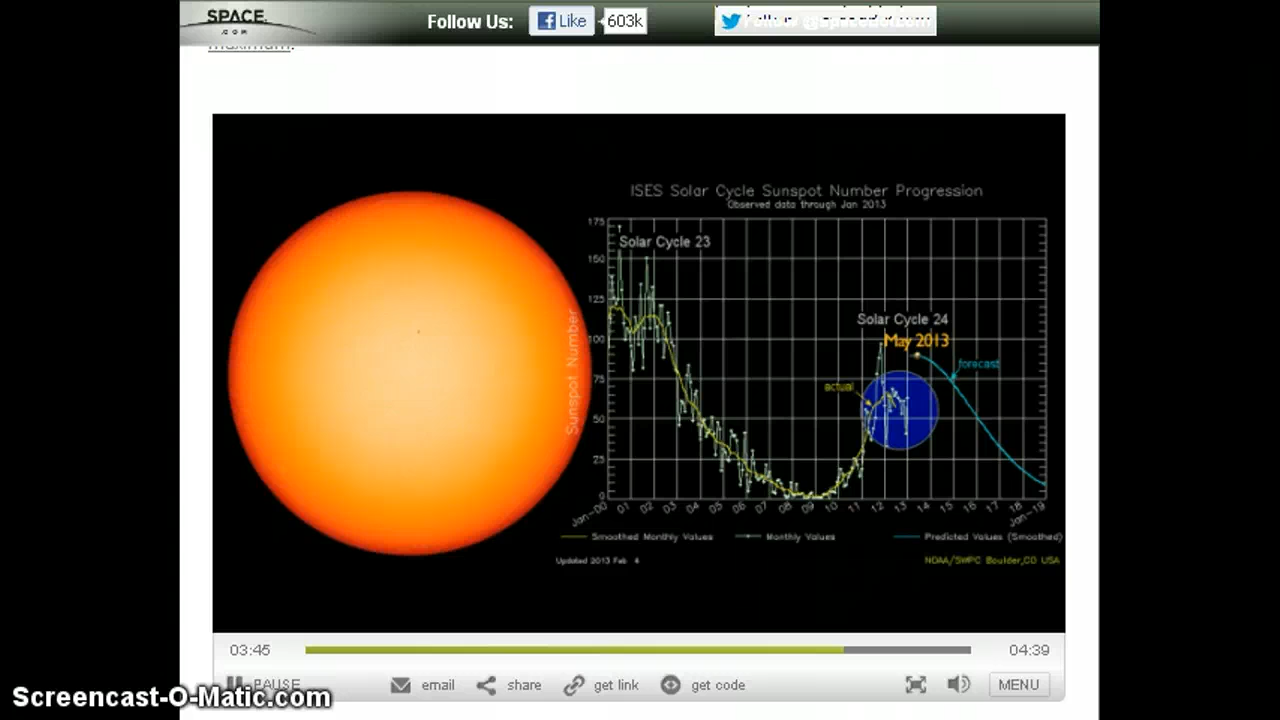 SPACE.
.COM
Follow Us:
Like
603k
maximum.
ISES Solar Cycle Sunspot Number Progression
Observed data through Jan 2013
Solar Cycle 23
Solar Cycle 24
May 2013
actual
forecast
Sunspot Number
175
150
125
100
75
50
25
0
Jan-00 01 02 03 04 05 06 07 08 09 10 11 12 13 14 15 16 17 18 Jan-19
Smoothed Monthly Values
Monthly Values
Predicted Values (Smoothed)
Updated 2013 Feb 4
NOAA/SWPC Boulder,CO USA
03:45
04:39
PAUSE
email
share
get link
get code
MENU
Screencast-O-Matic.com